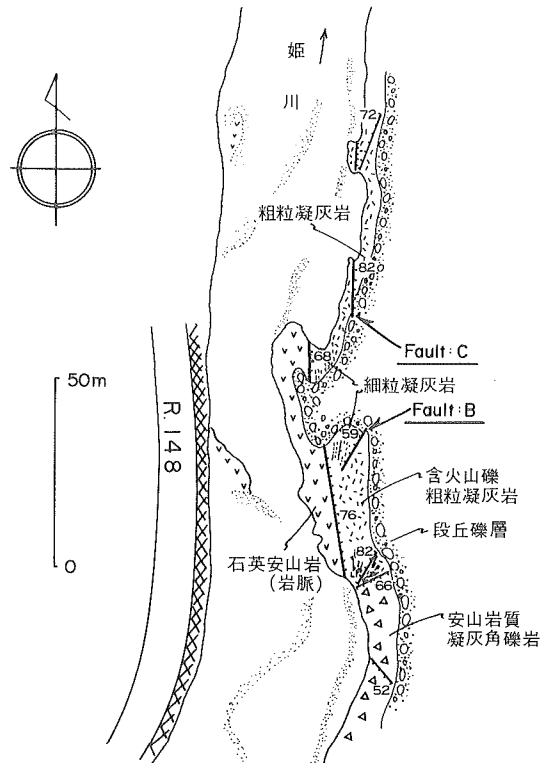 姫
川
72
粗粒凝灰岩
82
Fault: C
68
細粒凝灰岩
50m
R 148
59
Fault: B
含火山礫
粗粒凝灰岩
76
段丘礫層
82
石英安山岩
(岩脈)
66
安山岩質
凝灰角礫岩
52